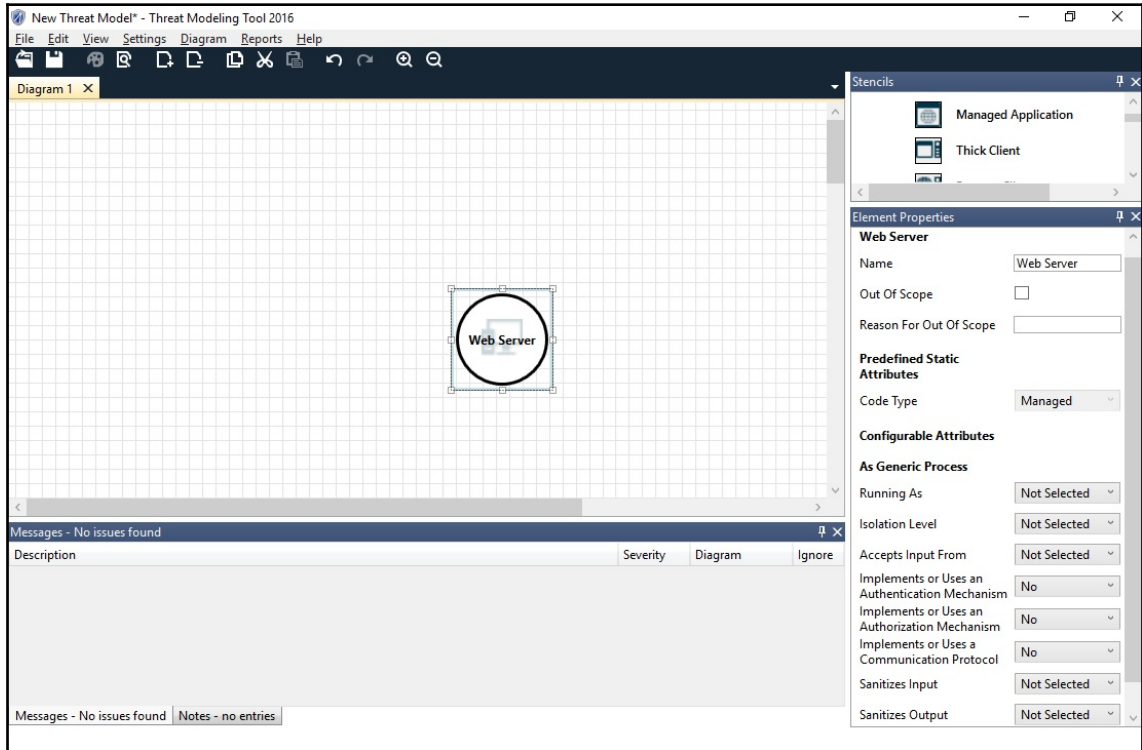 New Threat Model* - Threat Modeling Tool 2016
File Edit View Settings Diagram Reports Help
Diagram 1
Stencils
Managed Application
Thick Client
Web Server
Element Properties
Web Server
Name Web Server
Out Of Scope
Reason For Out Of Scope
Predefined Static
Attributes
Code Type Managed
Configurable Attributes
As Generic Process
Running As Not Selected
Isolation Level Not Selected
Accepts Input From Not Selected
Implements or Uses an
Authentication Mechanism No
Implements or Uses an
Authorization Mechanism No
Implements or Uses a
Communication Protocol No
Sanitizes Input Not Selected
Sanitizes Output Not Selected
Messages - No issues found
Description Severity Diagram Ignore
Messages - No issues found Notes - no entries